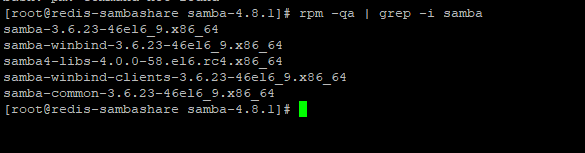 [root@redis-sambashare samba-4.8.1]# rpm -qa | grep -i samba
samba-3.6.23-46el6_9.x86_64
samba-winbind-3.6.23-46el6_9.x86_64
samba4-libs-4.0.0-58.el6.rc4.x86_64
samba-winbind-clients-3.6.23-46el6_9.x86_64
samba-common-3.6.23-46el6_9.x86_64
[root@redis-sambashare samba-4.8.1]#